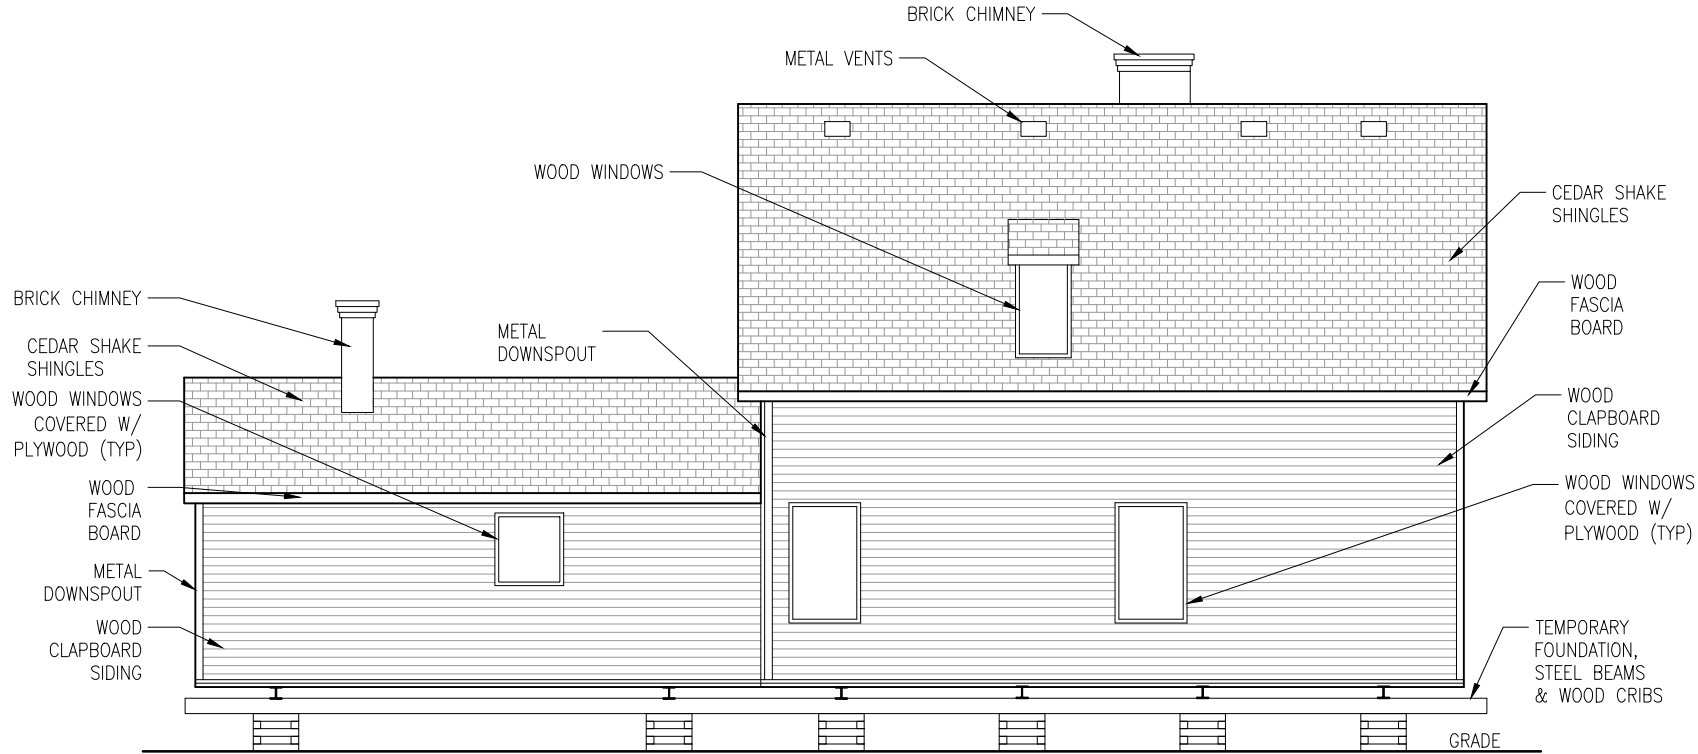 BRICK CHIMNEY
METAL VENTS
WOOD WINDOWS
CEDAR SHAKE
SHINGLES
WOOD
FASCIA
BOARD
BRICK CHIMNEY
METAL
DOWNSPOUT
CEDAR SHAKE
SHINGLES
WOOD WINDOWS
COVERED W/
PLYWOOD (TYP)
WOOD
CLAPBOARD
SIDING
WOOD
FASCIA
BOARD
WOOD WINDOWS
COVERED W/
PLYWOOD (TYP)
METAL
DOWNSPOUT
WOOD
CLAPBOARD
SIDING
TEMPORARY
FOUNDATION,
STEEL BEAMS
& WOOD CRIBS
GRADE